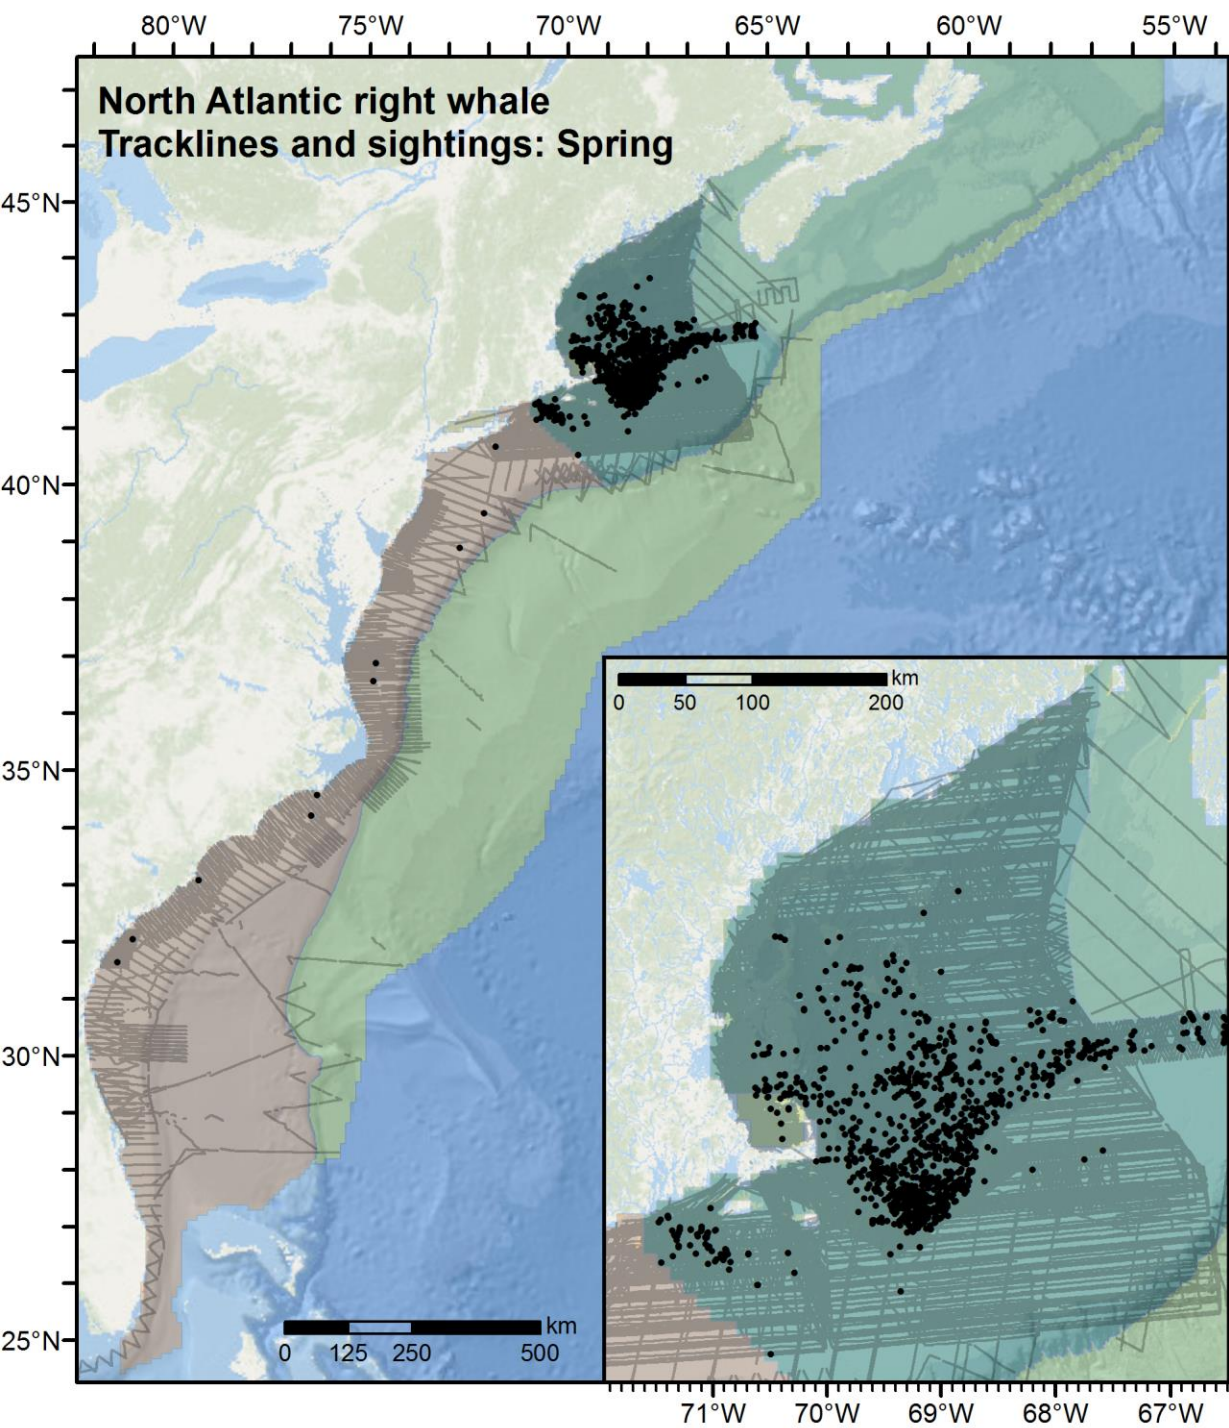 80°W 75°W 70°W 65°W 60°W 55°W
North Atlantic right whale
Tracklines and sightings: Spring
45°N
40°N
35°N
30°N
25°N
km
0 125 250 500
km
0 50 100 200
71°W 70°W 69°W 68°W 67°W